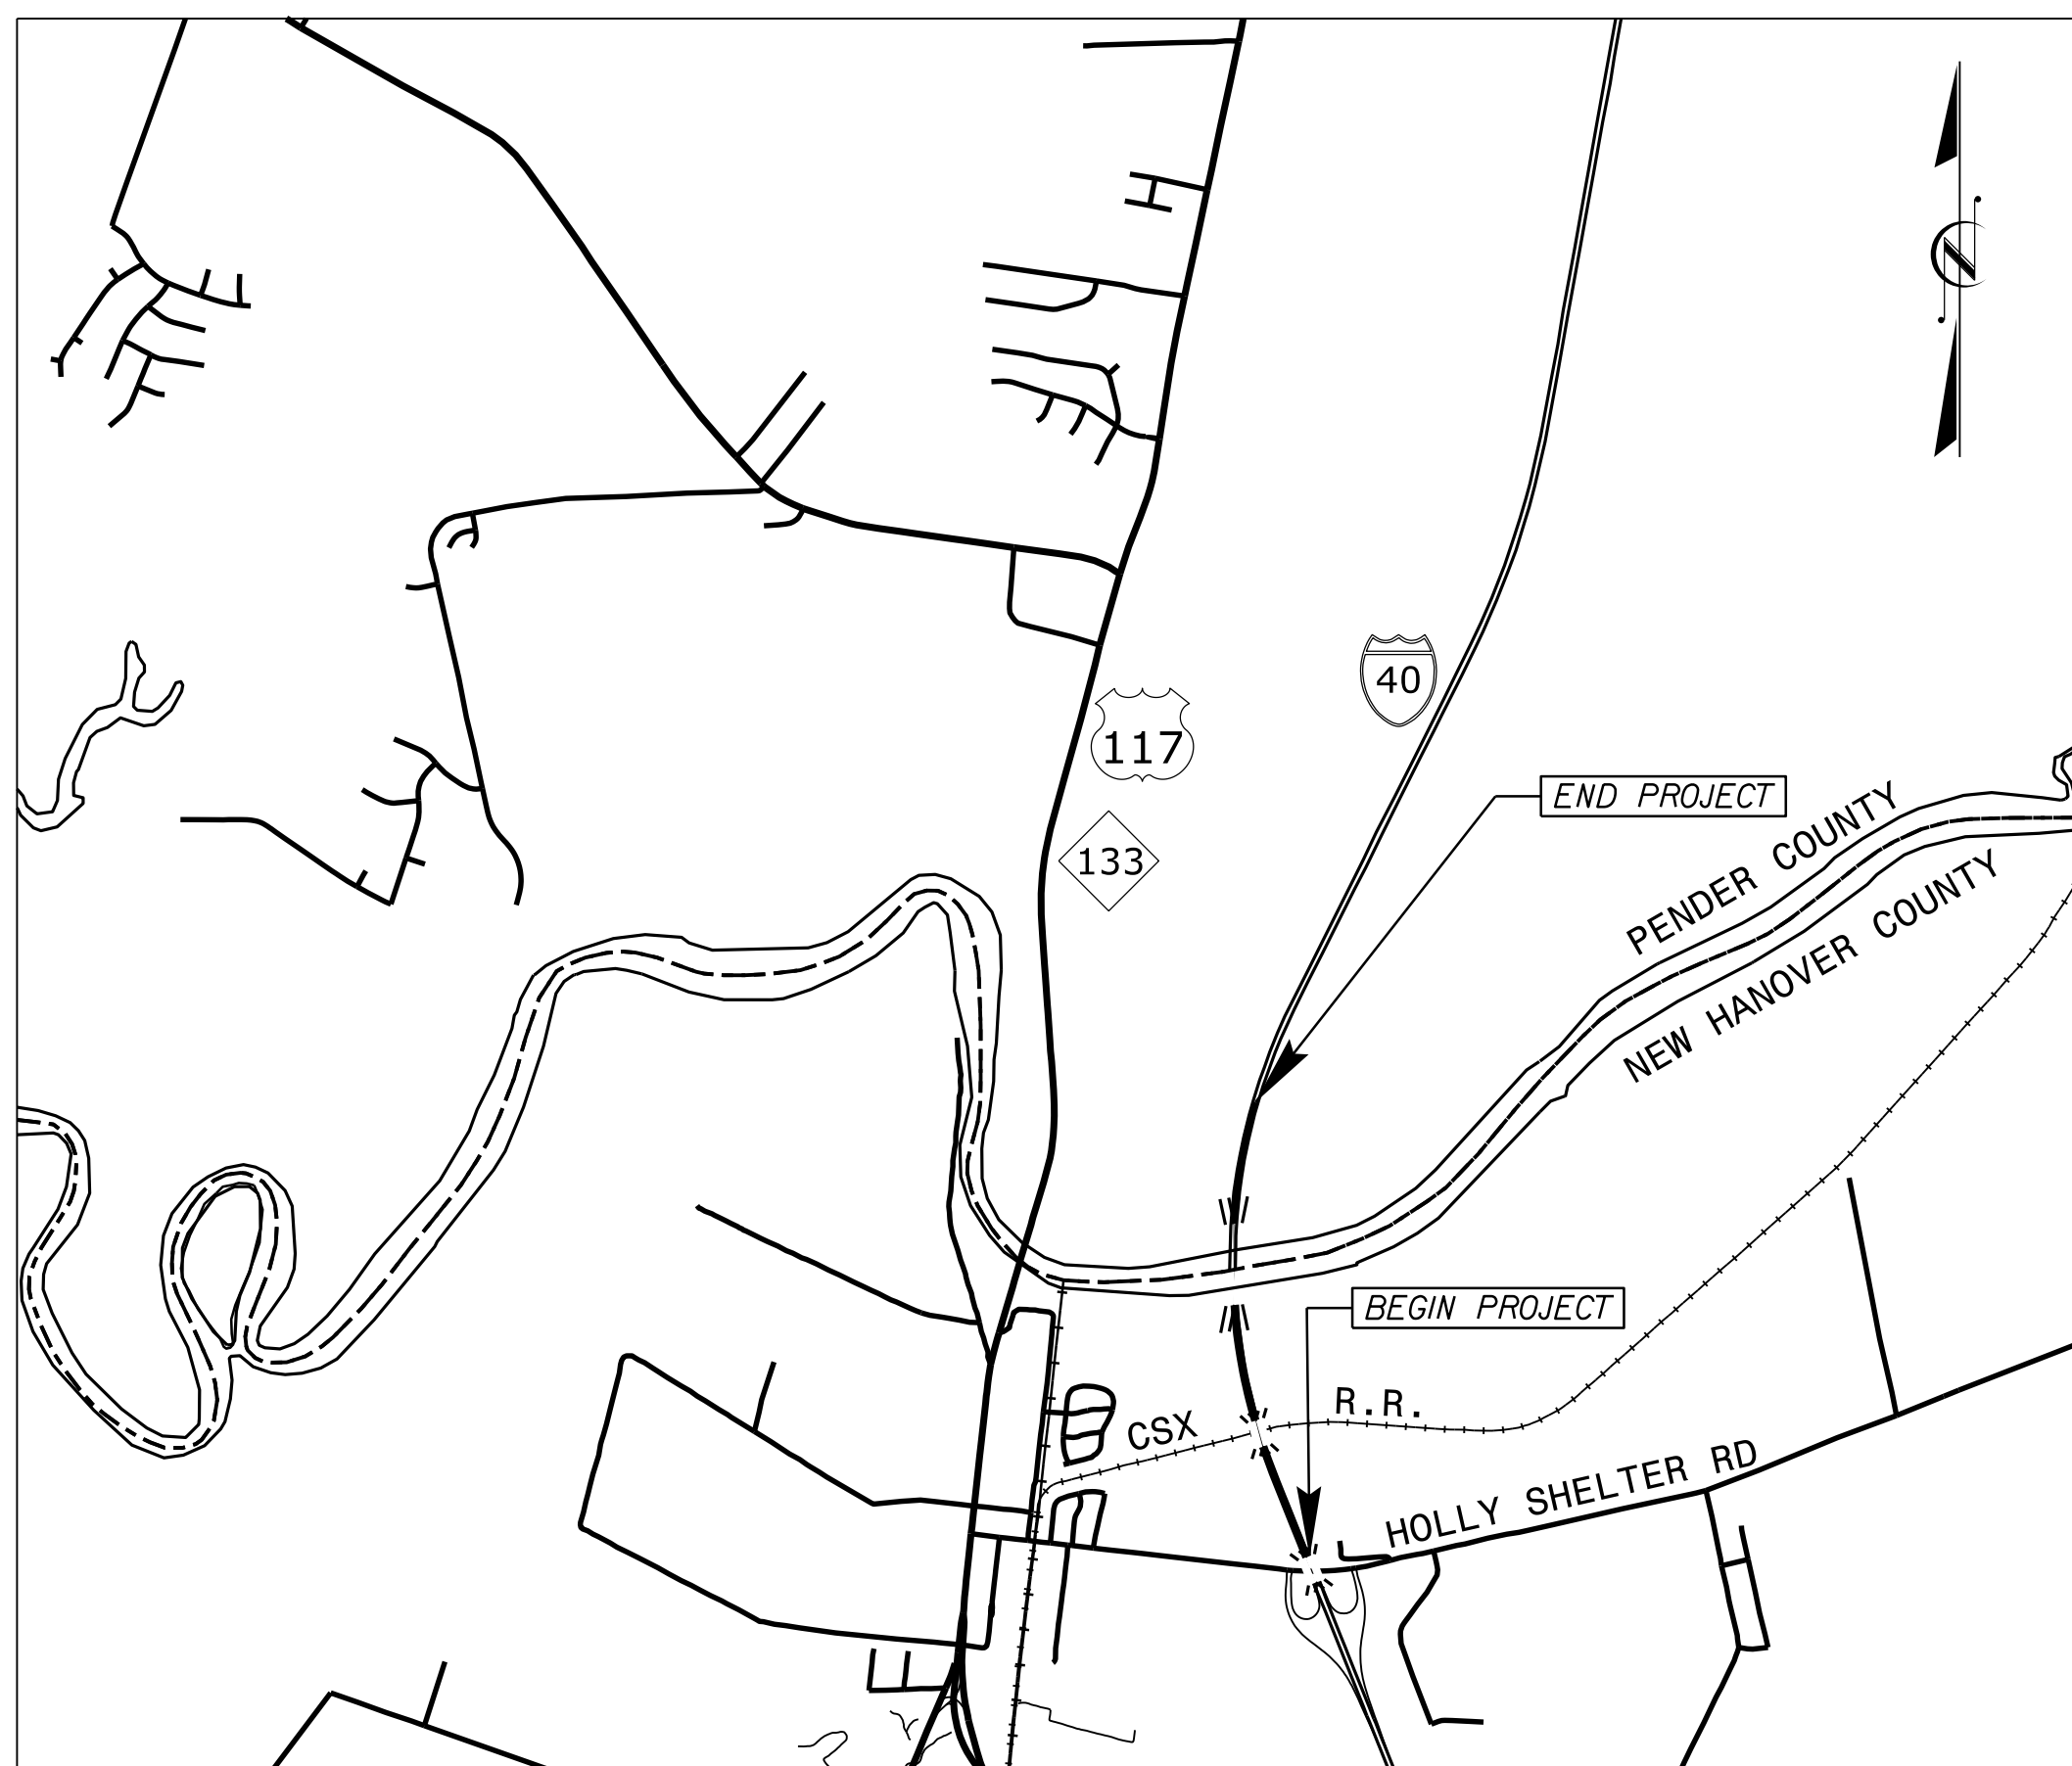 N
40
117
END PROJECT
133
PENDER COUNTY
NEW HANOVER COUNTY
BEGIN PROJECT
R.R.
CSX
HOLLY SHELTER RD